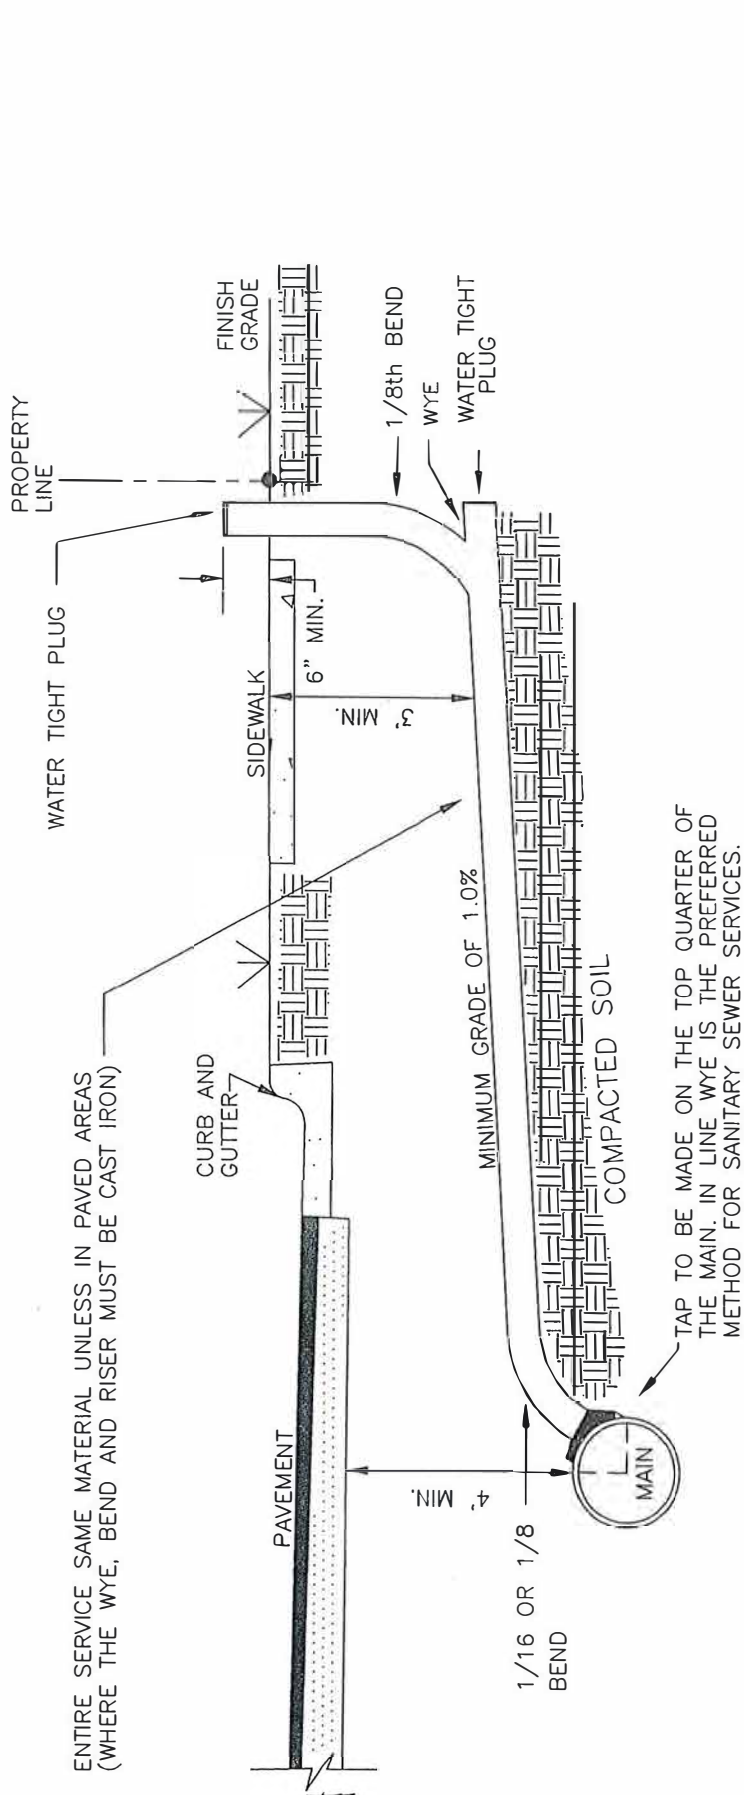 ENTIRE SERVICE SAME MATERIAL UNLESS IN PAVED AREAS
(WHERE THE WYE, BEND AND RISER MUST BE CAST IRON)
WATER TIGHT PLUG
PROPERTY
LINE
CURB AND
GUTTER
SIDEWALK
FINISH
GRADE
PAVEMENT
6" MIN.
3' MIN.
1/8th BEND
WYE
WATER TIGHT
PLUG
4' MIN.
MINIMUM GRADE OF 1.0%
1/16 OR 1/8
BEND
COMPACTED SOIL
MAIN
TAP TO BE MADE ON THE TOP QUARTER OF
THE MAIN. IN LINE WYE IS THE PREFERRED
METHOD FOR SANITARY SEWER SERVICES.